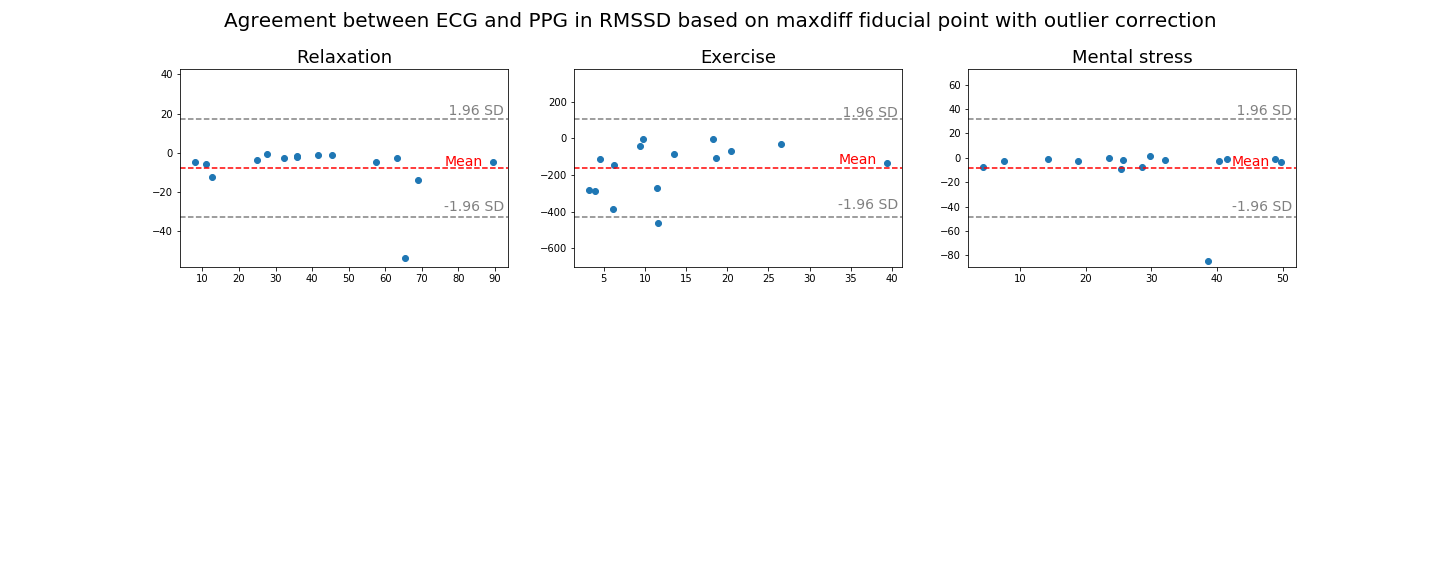 Agreement between ECG and PPG in RMSSD based on maxdiff fiducial point with outlier correction
Relaxation
Exercise
Mental stress
40
20
0
−20
−40
1.96 SD
Mean
-1.96 SD
10 20 30 40 50 60 70 80 90
200
0
−200
−400
−600
1.96 SD
Mean
-1.96 SD
5 10 15 20 25 30 35 40
60
40
20
0
−20
−40
−60
−80
1.96 SD
Mean
-1.96 SD
10 20 30 40 50